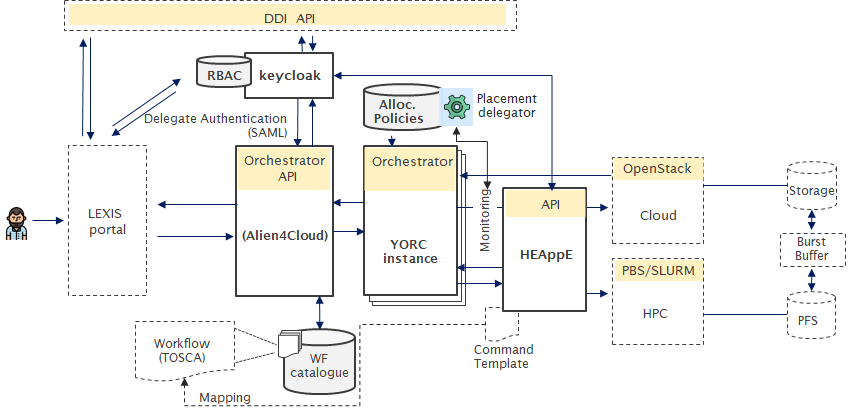 DDI API
RBAC
keycloak
Delegate Authentication
(SAML)
Alloc.
Policies
Placement
delegator
LEXIS
portal
Orchestrator
API
(Alien4Cloud)
Orchestrator
YORC
instance
Monitoring
API
HEAppE
OpenStack
Cloud
Storage
Burst
Buffer
PBS/SLURM
HPC
PFS
Workflow
(TOSCA)
WF
catalogue
Command
Template
Mapping